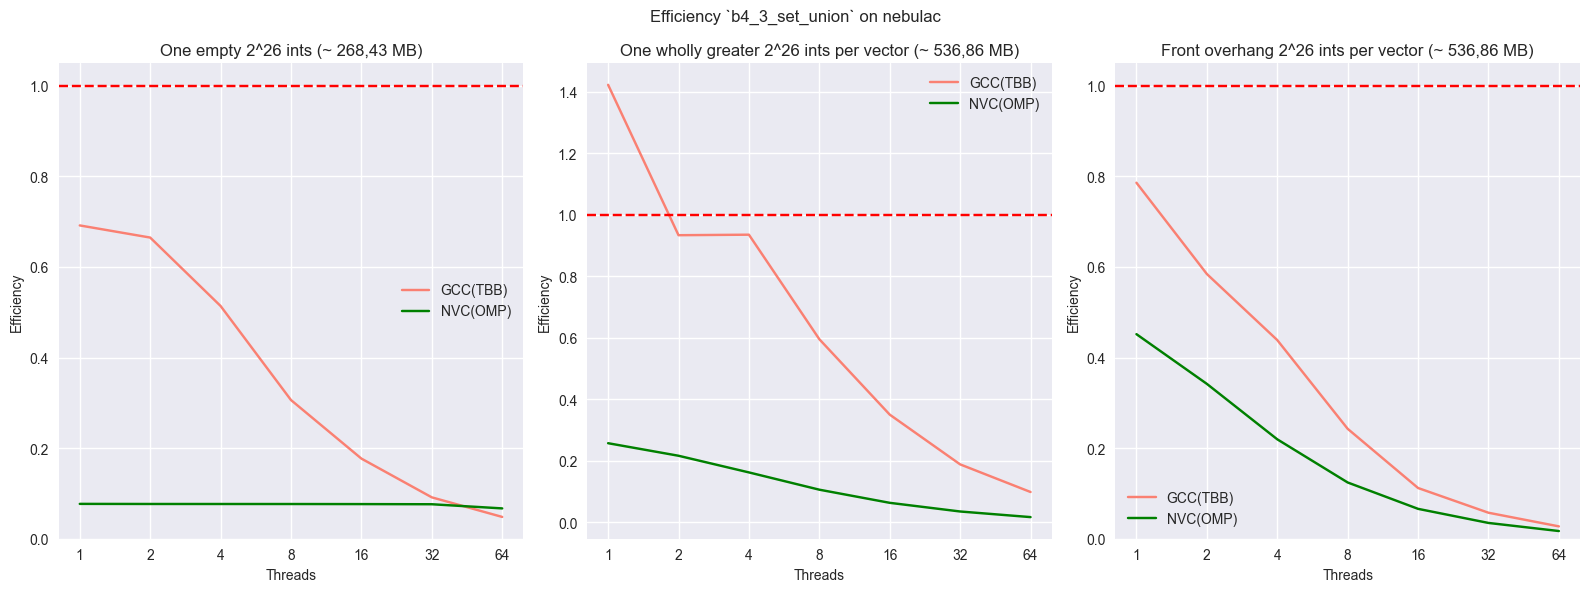 Efficiency `b4_3_set_union` on nebulac
One empty 2^26 ints (~ 268,43 MB)
1.0
0.8
0.6
0.4
0.2
0.0
Efficiency
GCC(TBB)
NVC(OMP)
1 2 4 8 16 32 64
Threads
One wholly greater 2^26 ints per vector (~ 536,86 MB)
1.4
1.2
1.0
0.8
0.6
0.4
0.2
0.0
Efficiency
GCC(TBB)
NVC(OMP)
1 2 4 8 16 32 64
Threads
Front overhang 2^26 ints per vector (~ 536,86 MB)
1.0
0.8
0.6
0.4
0.2
0.0
Efficiency
GCC(TBB)
NVC(OMP)
1 2 4 8 16 32 64
Threads